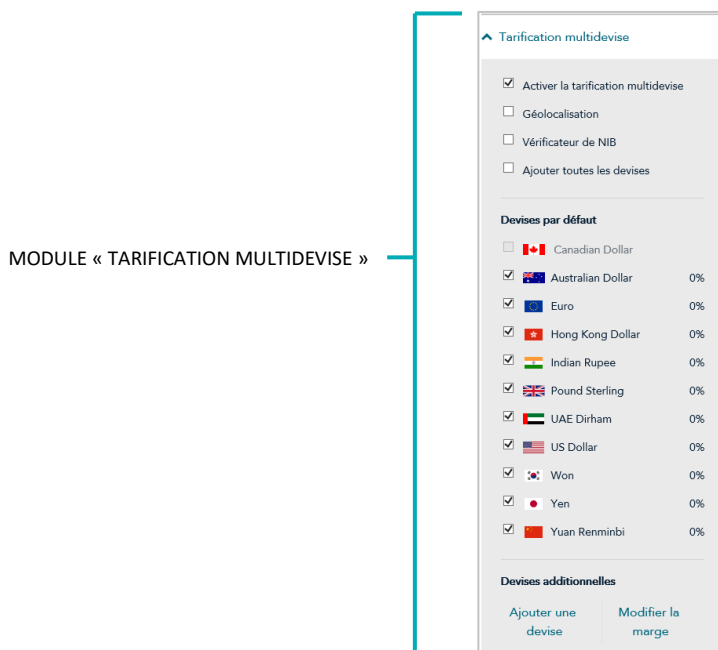 Tarification multidevise
Activer la tarification multidevise
Géolocalisation
Vérificateur de NIB
Ajouter toutes les devises
Devises par défaut
MODULE « TARIFICATION MULTIDEVISE »
Canadian Dollar
Australian Dollar 0%
Euro 0%
Hong Kong Dollar 0%
Indian Rupee 0%
Pound Sterling 0%
UAE Dirham 0%
US Dollar 0%
Won 0%
Yen 0%
Yuan Renminbi 0%
Devises additionnelles
Ajouter une
devise
Modifier la
marge